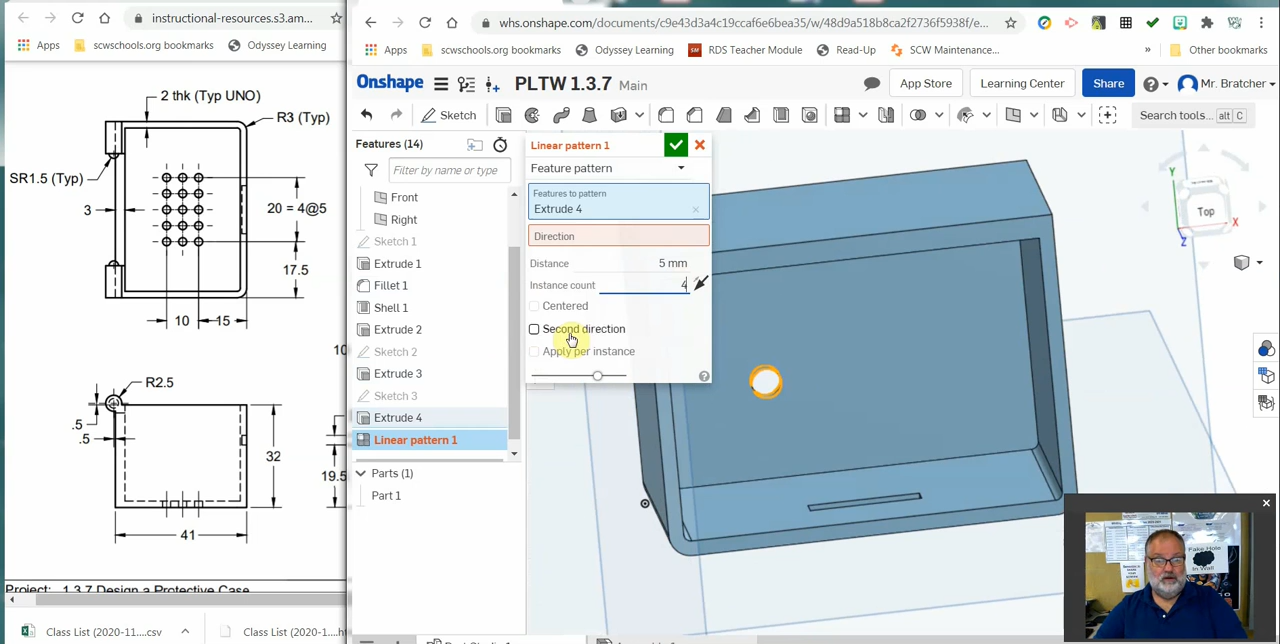 instructional-resources.s3.am...
Apps
scwschools.org bookmarks
Odyssey Learning
whs.onshape.com/documents/c9e43d3a4c19ccaf6e6bea35/w/48d9a518b8ca2f2736f5938f/e...
Apps
scwschools.org bookmarks
Odyssey Learning
SM
RDS Teacher Module
Read-Up
SCW Maintenance...
»
Other bookmarks
Onshape
PLTW 1.3.7
Main
App Store
Learning Center
Share
Mr. Bratcher
Sketch
Search tools...
alt
C
Features (14)
Filter by name or type
Front
Right
Sketch 1
Extrude 1
Fillet 1
Shell 1
Extrude 2
Sketch 2
Extrude 3
Sketch 3
Extrude 4
Linear pattern 1
Parts (1)
Part 1
Linear pattern 1
Feature pattern
Features to pattern
Extrude 4
Direction
Distance
5 mm
Instance count
4
Centered
Second direction
Apply per instance
Top
Y
X
Z
2 thk (Typ UNO)
R3 (Typ)
SR1.5 (Typ)
3
20 = 4@5
17.5
10
15
10
R2.5
.5
.5
32
19.5
41
Project: 1.3.7 Design a Protective Case
Class List (2020-11....csv
Class List (2020-1....ht
Fake Hole
In Wall